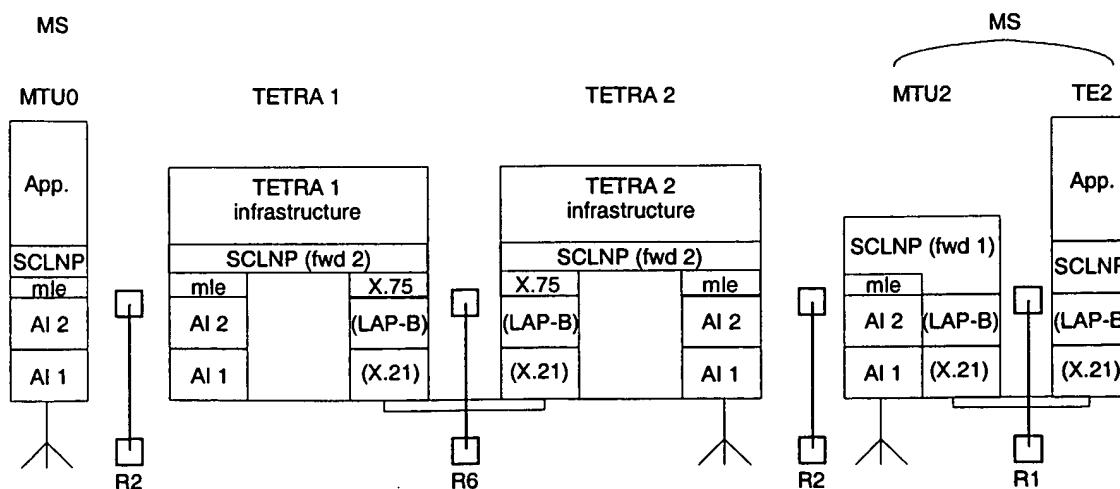 MS MS
MTU0 TETRA 1 TETRA 2 MTU2 TE2
App. TETRA 1 infrastructure TETRA 2 infrastructure App.
SCLNP SCLNP (fwd 2) SCLNP (fwd 2) SCLNP (fwd 1) SCLNP
mle mle X.75 X.75 mle mle
AI 2 AI 2 (LAP-B) (LAP-B) AI 2 AI 2 (LAP-B) (LAP-B)
AI 1 AI 1 (X.21) (X.21) AI 1 AI 1 (X.21) (X.21)
R2 R6 R2 R1